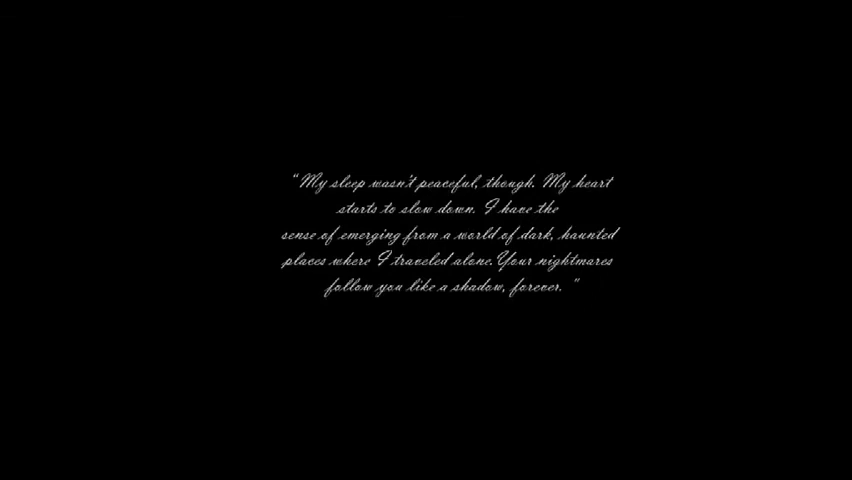 “My sleep wasn't peaceful, though. My heart
starts to slow down. I have the
sense of emerging from a world of dark, haunted
places where I traveled alone. Your nightmares
follow you like a shadow, forever. ”